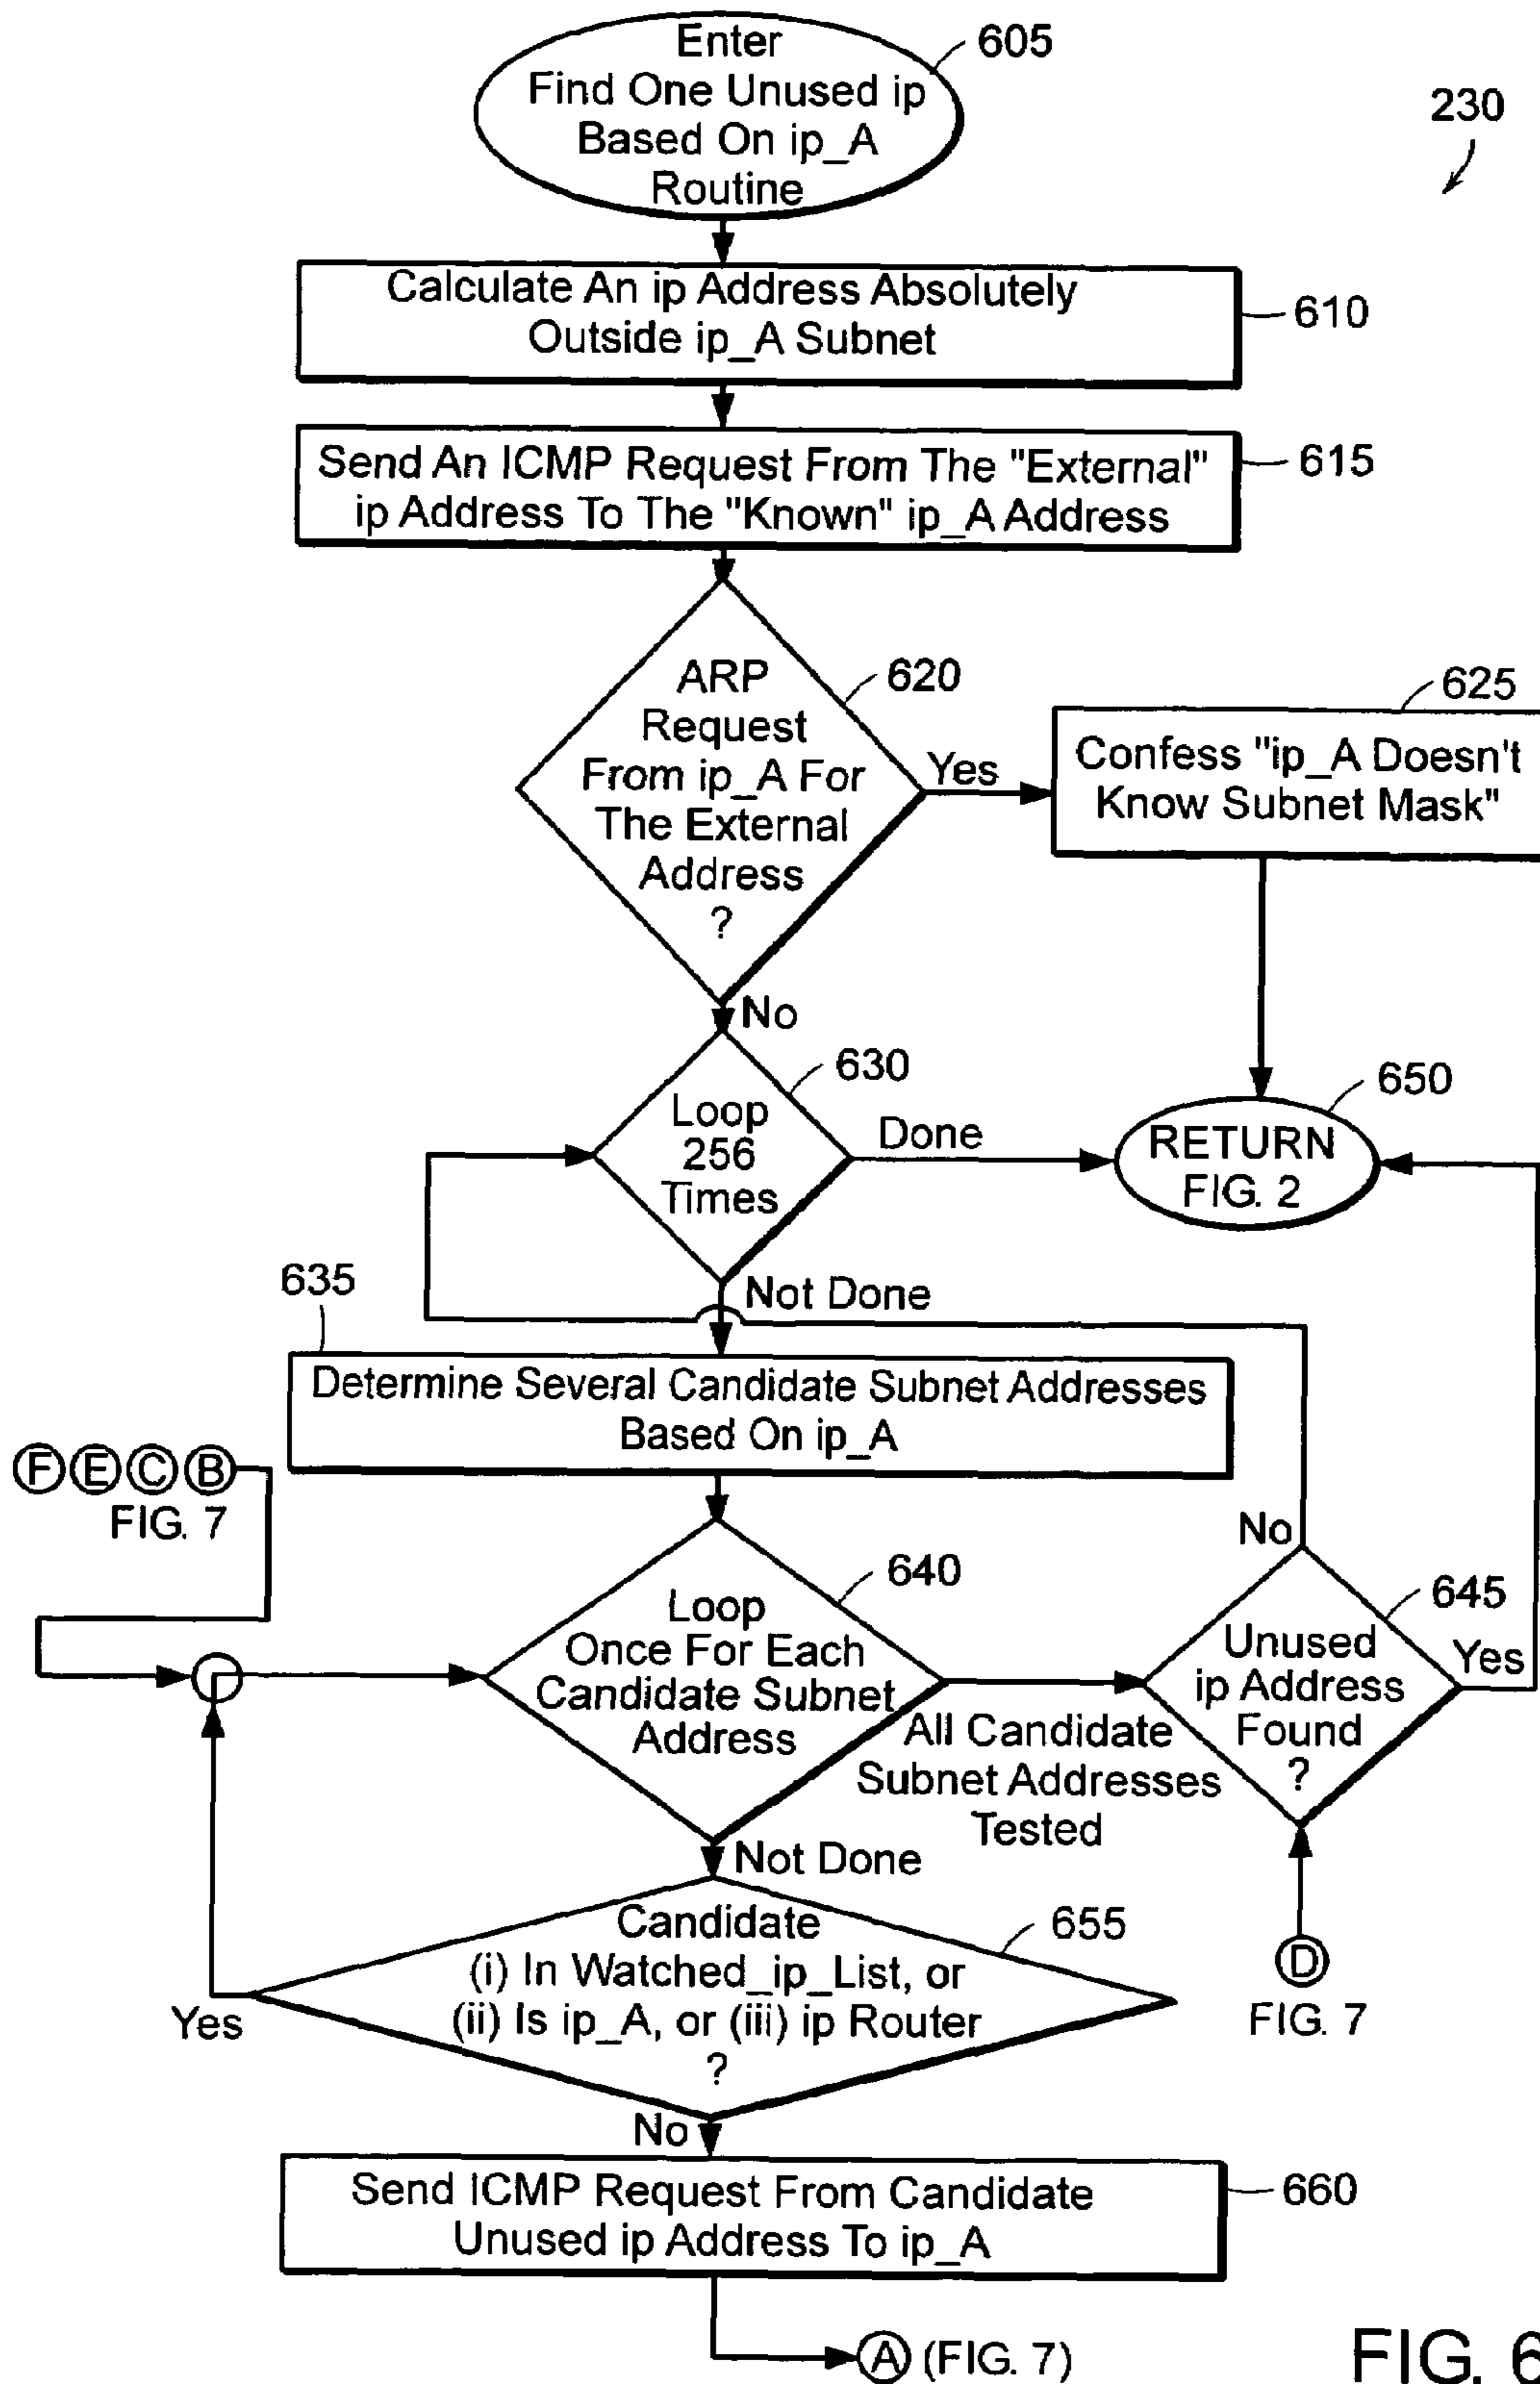 Enter
Find One Unused ip
Based On ip_A
Routine
605
230
Calculate An ip Address Absolutely
Outside ip_A Subnet
610
Send An ICMP Request From The "External"
ip Address To The "Known" ip_A Address
615
ARP
Request
From ip_A For
The External
Address
?
620
Yes
625
Confess "ip_A Doesn't
Know Subnet Mask"
No
630
Loop
256
Times
Done
650
RETURN
FIG. 2
Not Done
635
Determine Several Candidate Subnet Addresses
Based On ip_A
F E C B
FIG. 7
640
Loop
Once For Each
Candidate Subnet
Address
All Candidate
Subnet Addresses
Tested
No
645
Unused
ip Address
Found
?
Yes
Not Done
D
FIG. 7
655
Candidate
(i) In Watched_ip_List, or
(ii) Is ip_A, or (iii) ip Router
?
Yes
No
Send ICMP Request From Candidate
Unused ip Address To ip_A
660
A (FIG. 7)
FIG. 6